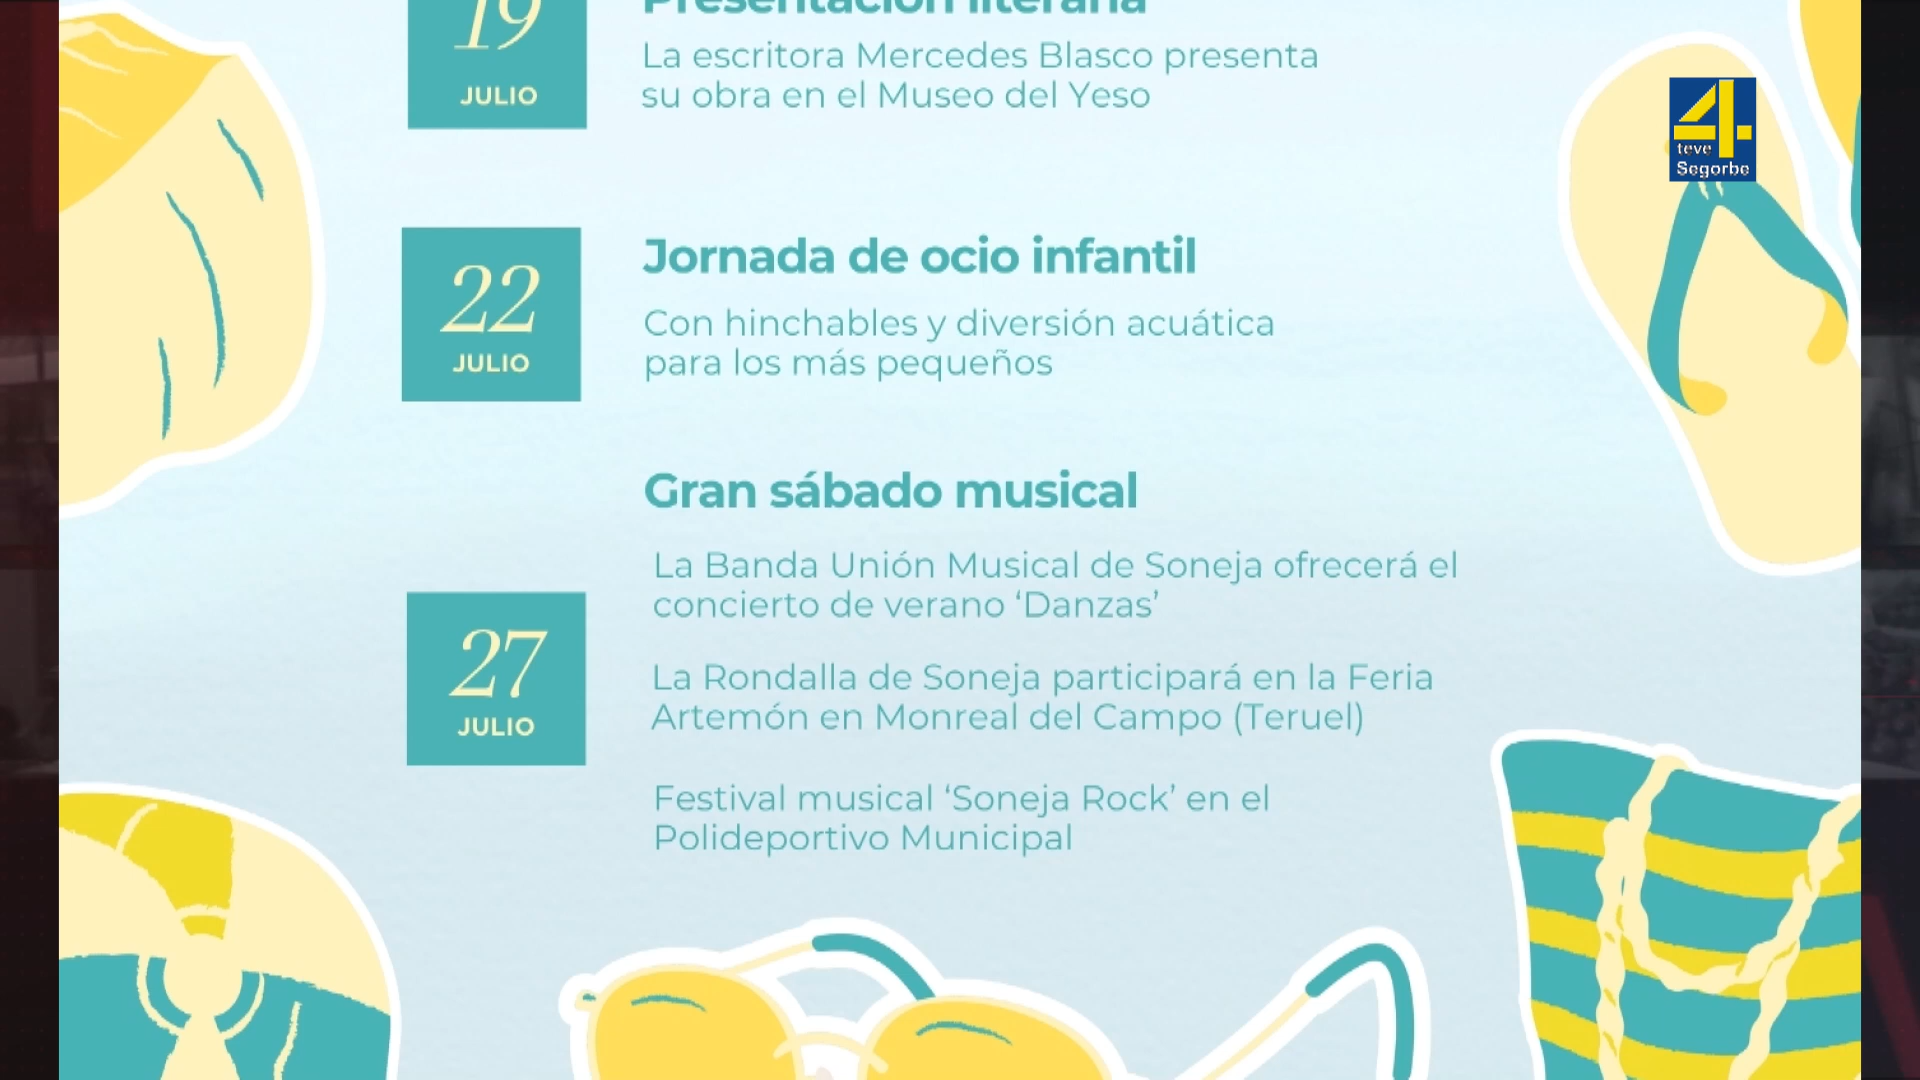 19
JULIO
Presentación literaria
La escritora Mercedes Blasco presenta
su obra en el Museo del Yeso
4
teve
Segorbe
22
JULIO
Jornada de ocio infantil
Con hinchables y diversión acuática
para los más pequeños
Gran sábado musical
27
JULIO
La Banda Unión Musical de Soneja ofrecerá el
concierto de verano ‘Danzas’
La Rondalla de Soneja participará en la Feria
Artemón en Monreal del Campo (Teruel)
Festival musical ‘Soneja Rock’ en el
Polideportivo Municipal